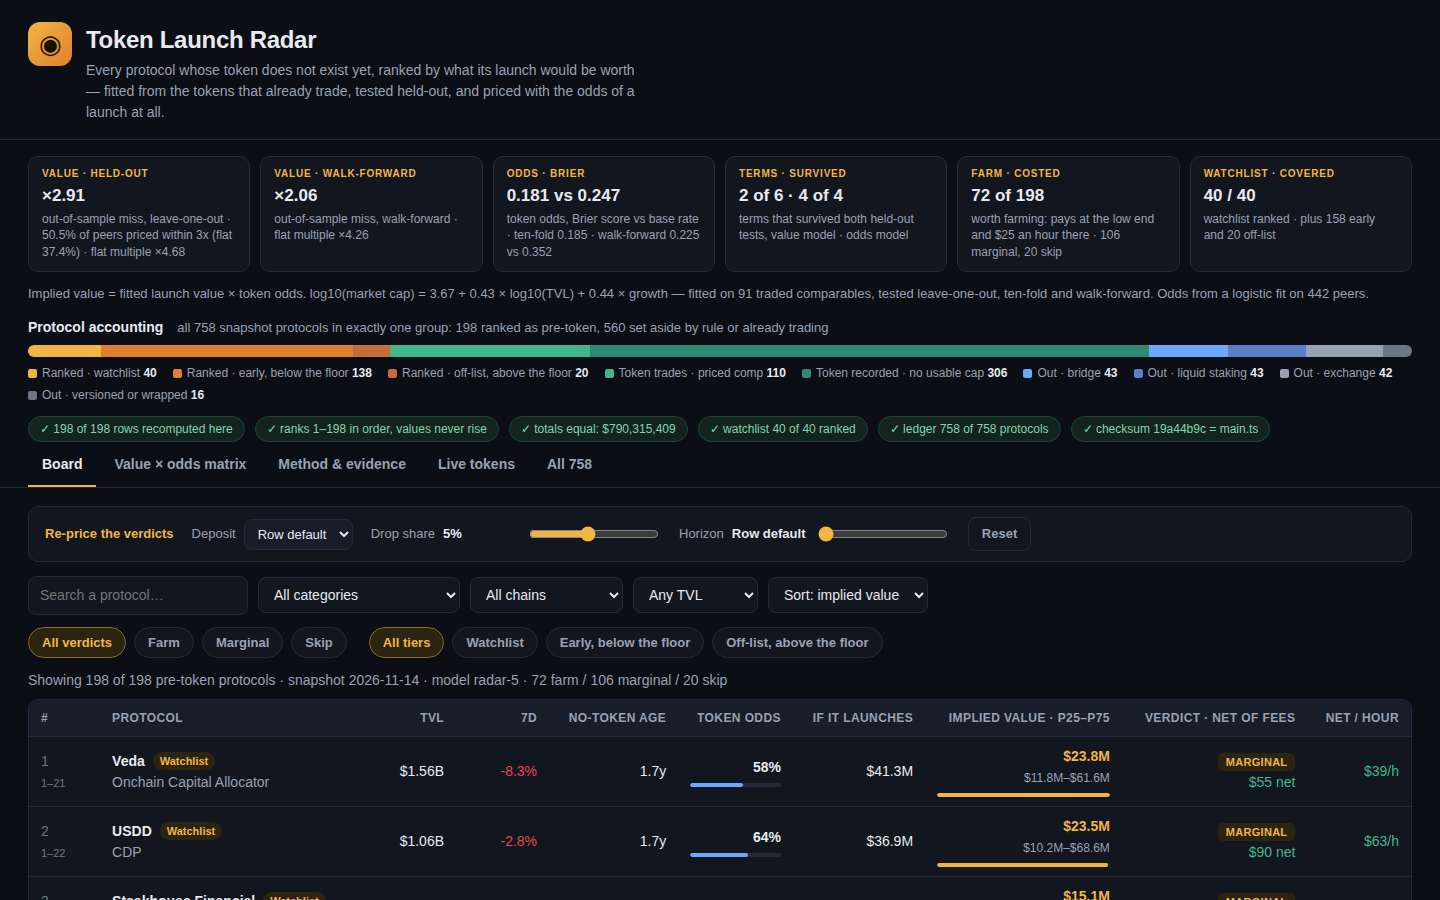 Token Launch Radar
Every protocol whose token does not exist yet, ranked by what its launch would be worth
— fitted from the tokens that already trade, tested held-out, and priced with the odds of a
launch at all.
VALUE · HELD-OUT
×2.91
out-of-sample miss, leave-one-out ·
50.5% of peers priced within 3x (flat
37.4%) · flat multiple ×4.68
VALUE · WALK-FORWARD
×2.06
out-of-sample miss, walk-forward ·
flat multiple ×4.26
ODDS · BRIER
0.181 vs 0.247
token odds, Brier score vs base rate
· ten-fold 0.185 · walk-forward 0.225
vs 0.352
TERMS · SURVIVED
2 of 6 · 4 of 4
terms that survived both held-out
tests, value model · odds model
FARM · COSTED
72 of 198
worth farming: pays at the low end
and $25 an hour there · 106
marginal, 20 skip
WATCHLIST · COVERED
40 / 40
watchlist ranked · plus 158 early
and 20 off-list
Implied value = fitted launch value × token odds. log10(market cap) = 3.67 + 0.43 × log10(TVL) + 0.44 × growth — fitted on 91 traded comparables, tested leave-one-out, ten-fold and walk-forward. Odds from a logistic fit on 442 peers.
Protocol accounting all 758 snapshot protocols in exactly one group: 198 ranked as pre-token, 560 set aside by rule or already trading
Ranked · watchlist 40 Ranked · early, below the floor 138 Ranked · off-list, above the floor 20 Token trades · priced comp 110 Token recorded · no usable cap 306 Out · bridge 43 Out · liquid staking 43 Out · exchange 42
Out · versioned or wrapped 16
✓ 198 of 198 rows recomputed here ✓ ranks 1–198 in order, values never rise ✓ totals equal: $790,315,409 ✓ watchlist 40 of 40 ranked ✓ ledger 758 of 758 protocols ✓ checksum 19a44b9c = main.ts
Board Value × odds matrix Method & evidence Live tokens All 758
Re-price the verdicts Deposit Row default Drop share 5% Horizon Row default Reset
Search a protocol… All categories All chains Any TVL Sort: implied value
All verdicts Farm Marginal Skip All tiers Watchlist Early, below the floor Off-list, above the floor
Showing 198 of 198 pre-token protocols · snapshot 2026-11-14 · model radar-5 · 72 farm / 106 marginal / 20 skip
# PROTOCOL TVL 7D NO-TOKEN AGE TOKEN ODDS IF IT LAUNCHES IMPLIED VALUE · P25–P75 VERDICT · NET OF FEES NET / HOUR
1 Veda Watchlist $1.56B -8.3% 1.7y 58% $41.3M $23.8M MARGINAL $39/h
1–21 Onchain Capital Allocator $11.8M–$61.6M $55 net
2 USDD Watchlist $1.06B -2.8% 1.7y 64% $36.9M $23.5M MARGINAL $63/h
1–22 CDP $10.2M–$68.6M $90 net
3 Steakhouse Financial Watchlist $15.1M MARGINAL